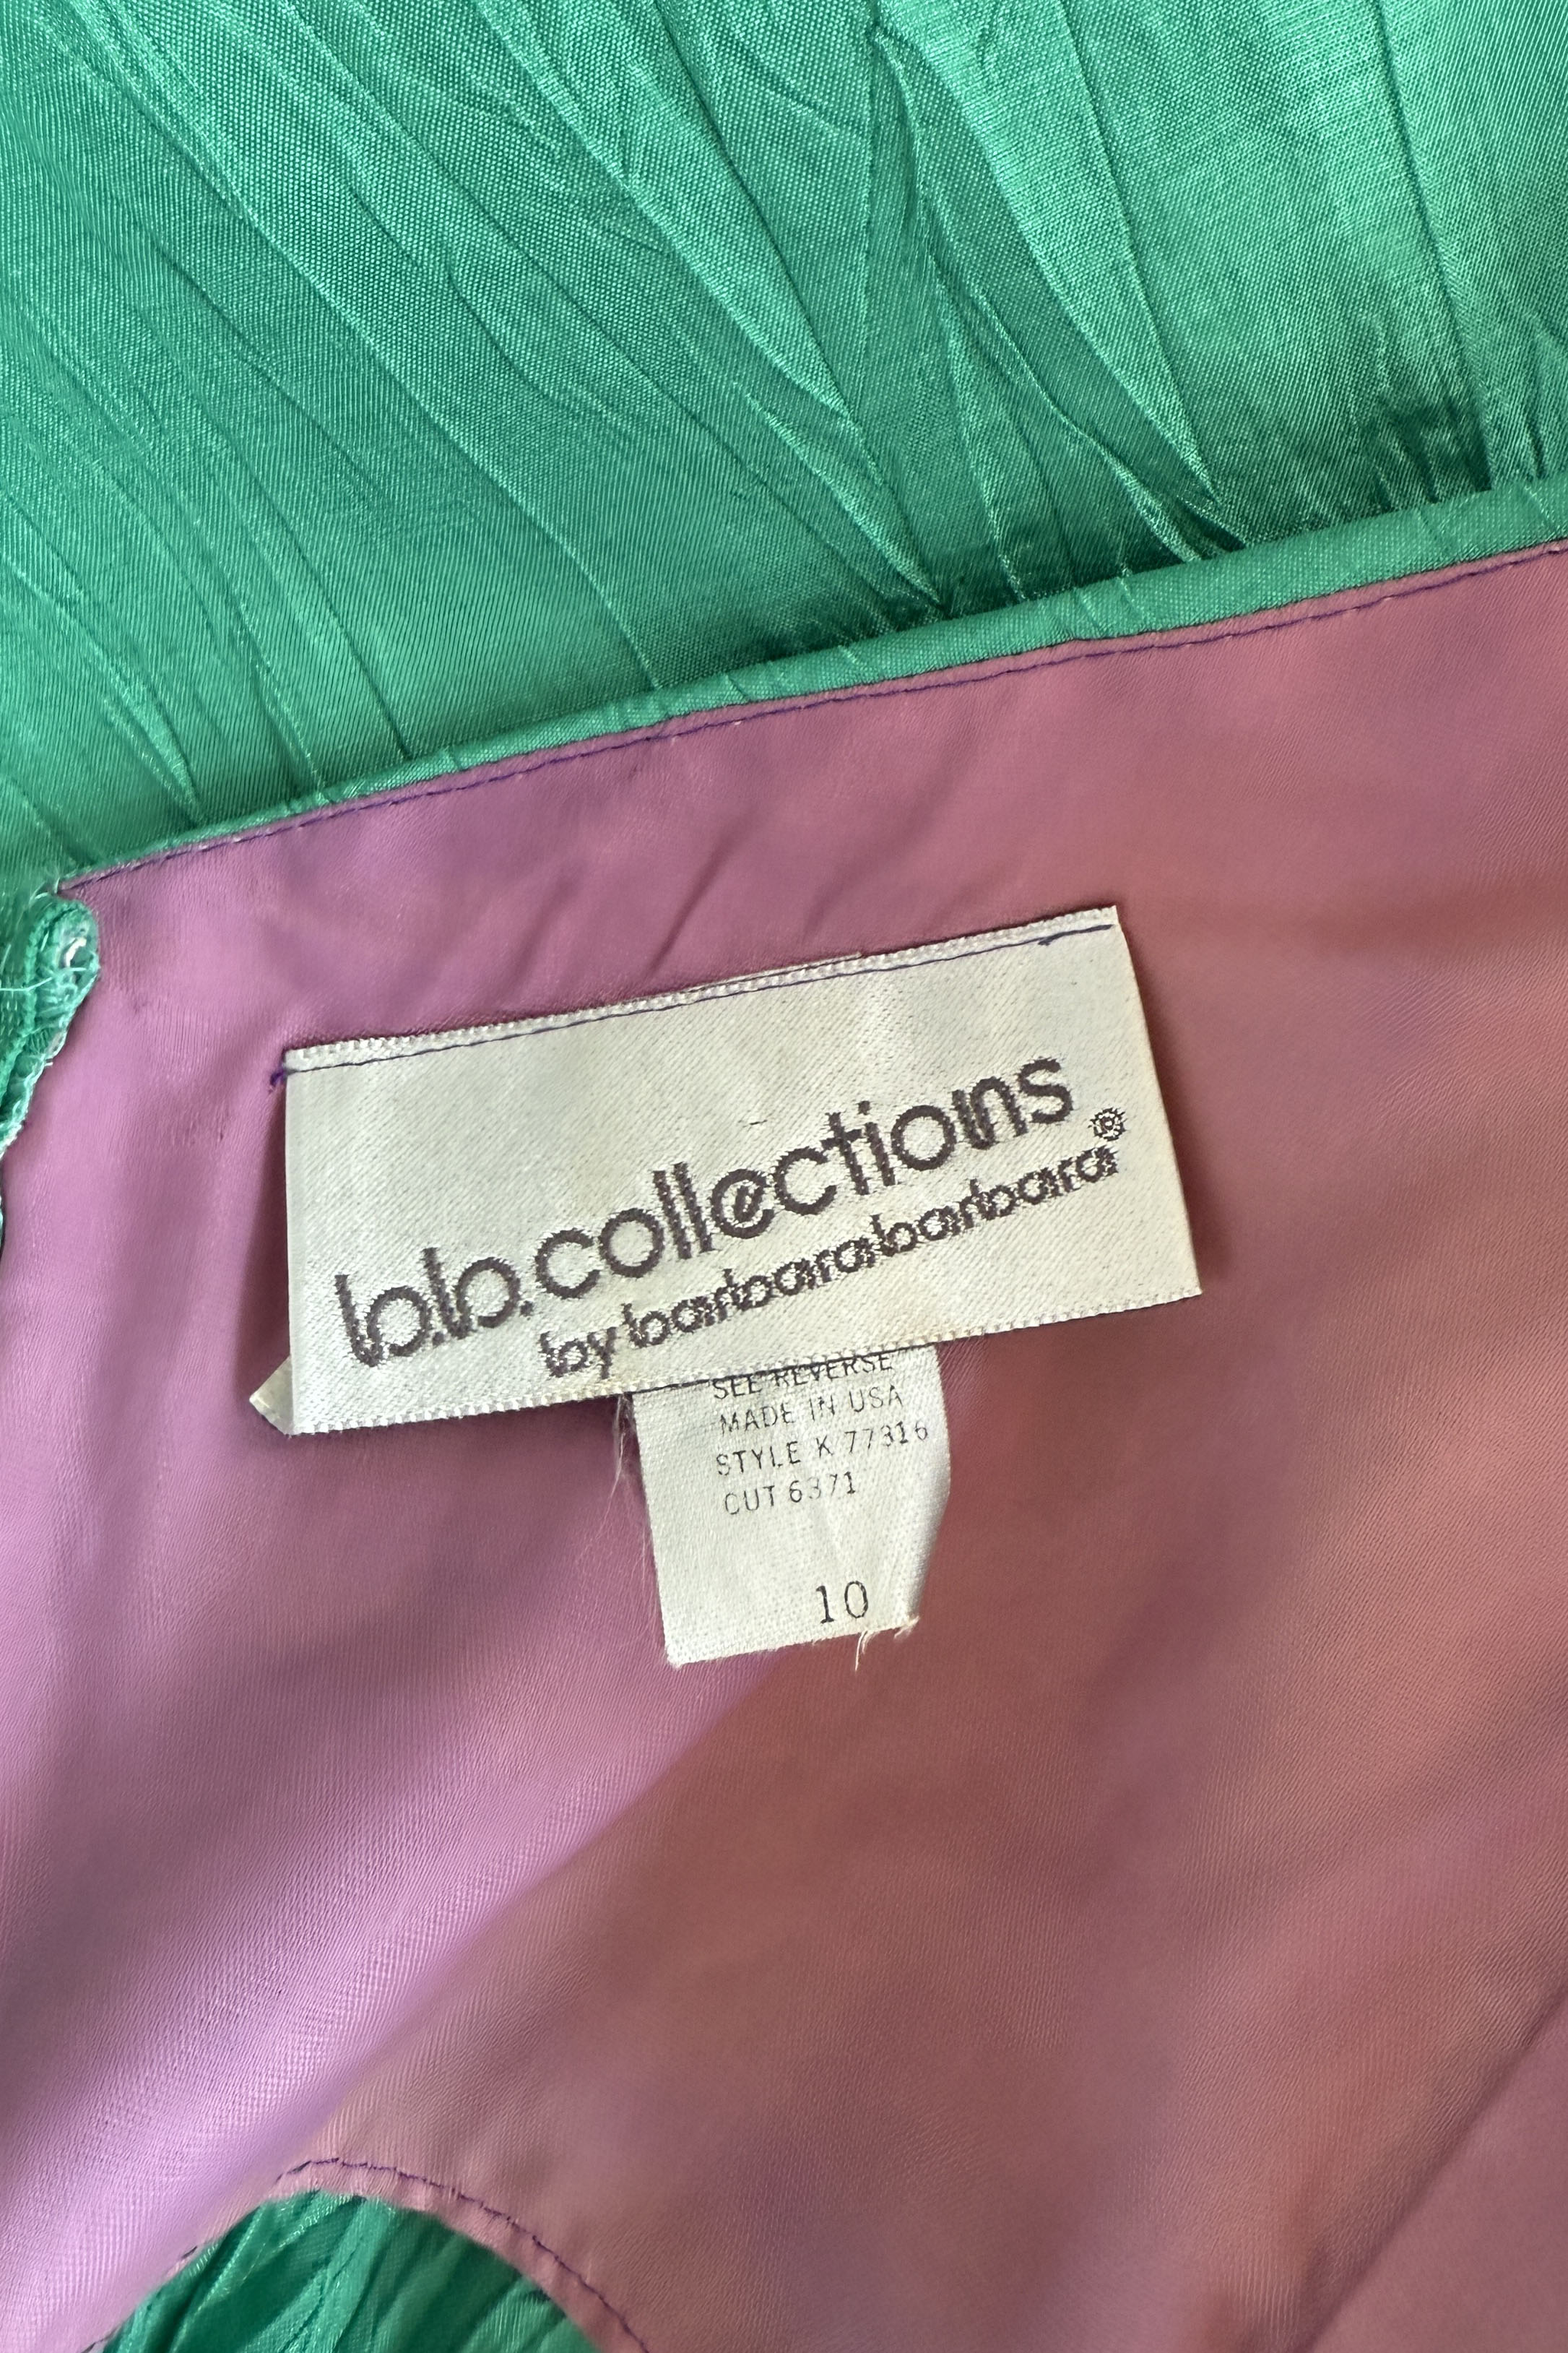 b.b.collections
by barbarabarbara®
SEE REVERSE
MADE IN USA
STYLE K 77316
CUT 6371
10